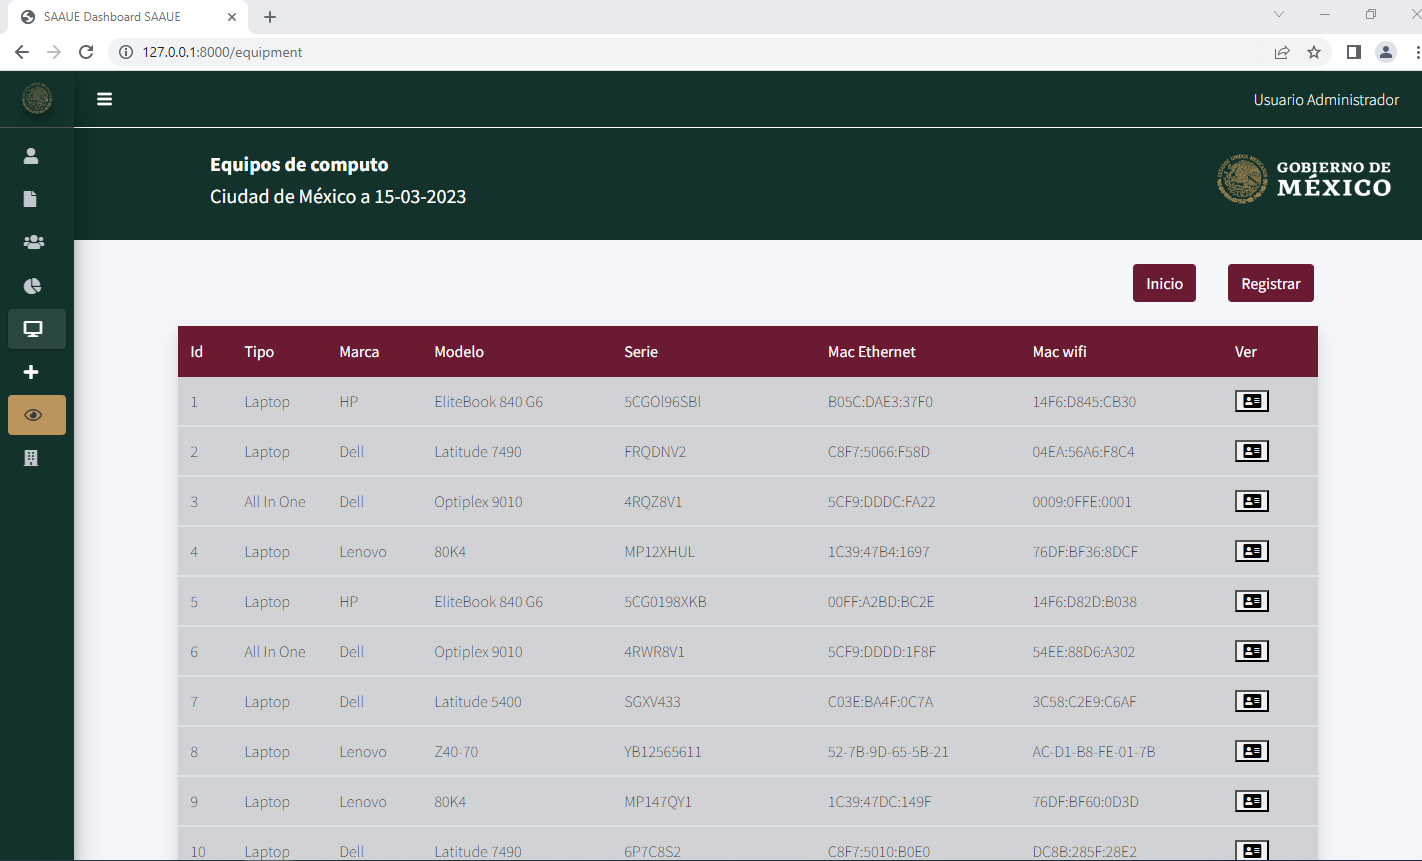 SAAUE Dashboard SAAUE
127.0.0.1:8000/equipment
Usuario Administrador
Equipos de computo
Ciudad de México a 15-03-2023
GOBIERNO DE
MÉXICO
Inicio Registrar
Id Tipo Marca Modelo Serie Mac Ethernet Mac wifi Ver
1 Laptop HP EliteBook 840 G6 5CGOl96SBl B05C:DAE3:37F0 14F6:D845:CB30
2 Laptop Dell Latitude 7490 FRQDNV2 C8F7:5066:F58D 04EA:56A6:F8C4
3 All In One Dell Optiplex 9010 4RQZ8V1 5CF9:DDDC:FA22 0009:0FFE:0001
4 Laptop Lenovo 80K4 MP12XHUL 1C39:47B4:1697 76DF:BF36:8DCF
5 Laptop HP EliteBook 840 G6 5CG0198XKB 00FF:A2BD:BC2E 14F6:D82D:B038
6 All In One Dell Optiplex 9010 4RWR8V1 5CF9:DDDD:1F8F 54EE:88D6:A302
7 Laptop Dell Latitude 5400 SGXV433 C03E:BA4F:0C7A 3C58:C2E9:C6AF
8 Laptop Lenovo Z40-70 YB12565611 52-7B-9D-65-5B-21 AC-D1-B8-FE-01-7B
9 Laptop Lenovo 80K4 MP147QY1 1C39:47DC:149F 76DF:BF60:0D3D
10 Laptop Dell Latitude 7490 6P7C8S2 C8F7:5010:B0E0 DC8B:285F:28E2